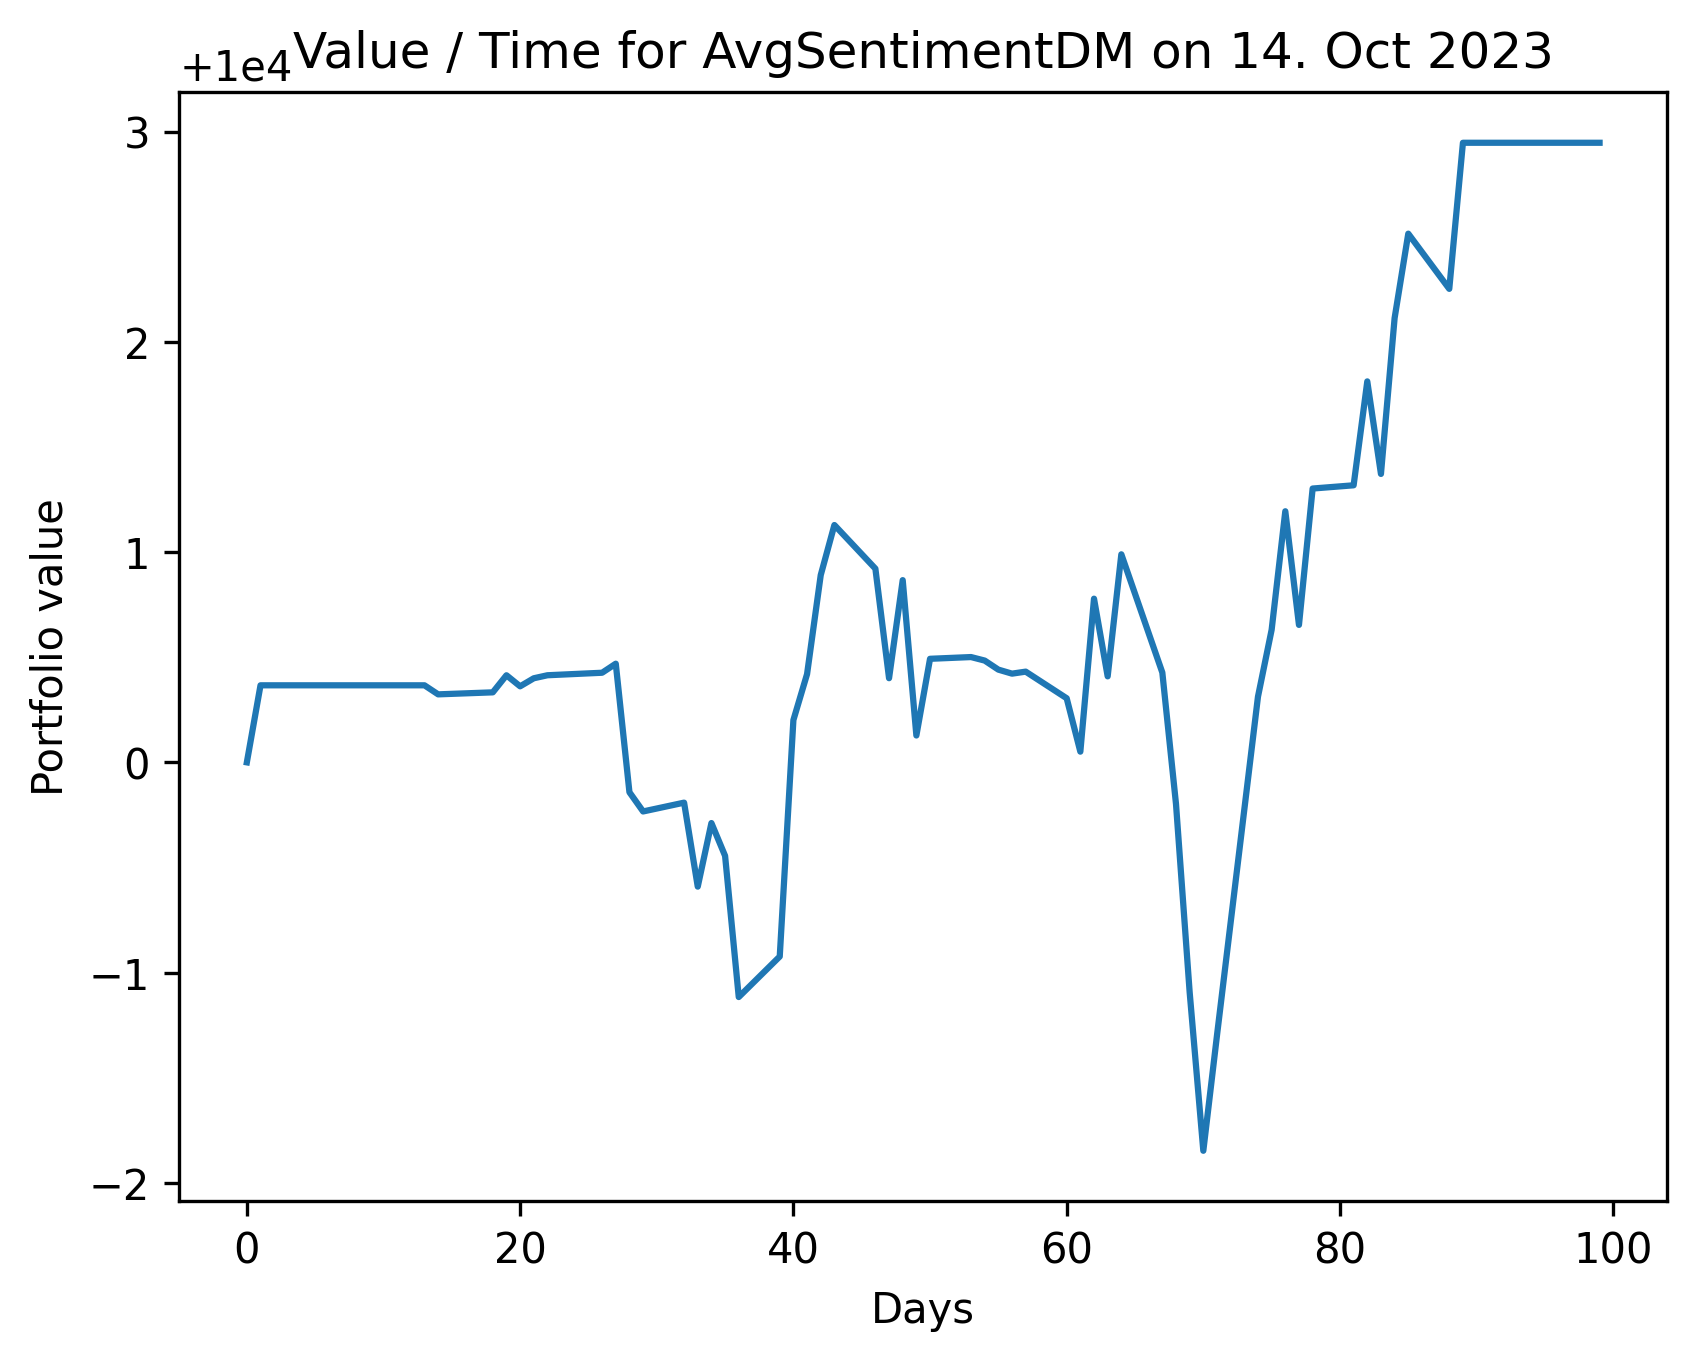 Value / Time for AvgSentimentDM on 14. Oct 2023
+1e4
3
2
1
0
−1
−2
Portfolio value
0 20 40 60 80 100
Days